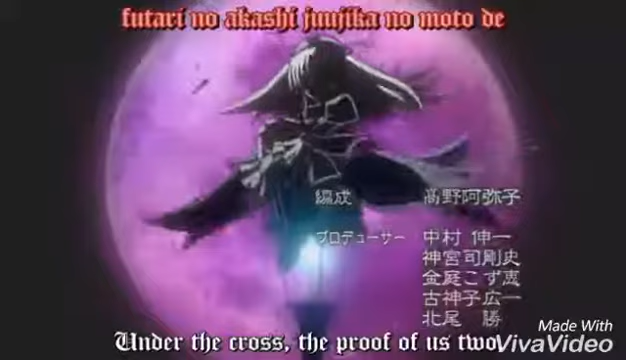 futari no akashi juujika no moto de
編成 髙野阿弥子
プロデューサー 中村 伸一
神宮司剛史
金庭こず恵
古神子広一
北尾 勝
Under the cross, the proof of us two
Made With
VivaVideo